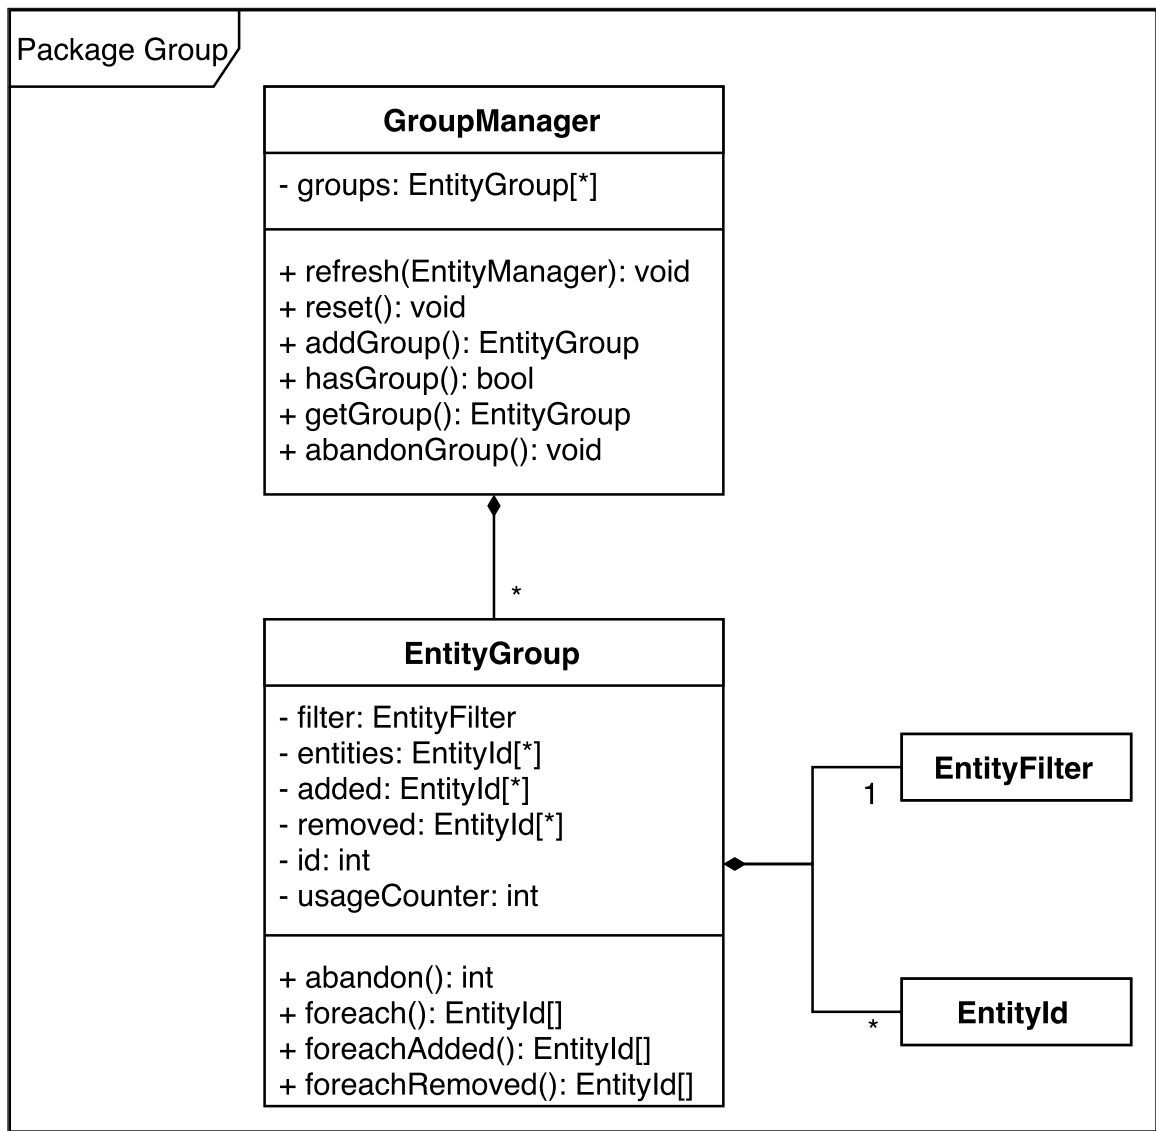 Package Group
GroupManager
- groups: EntityGroup[*]
+ refresh(EntityManager): void
+ reset(): void
+ addGroup(): EntityGroup
+ hasGroup(): bool
+ getGroup(): EntityGroup
+ abandonGroup(): void
*
EntityGroup
- filter: EntityFilter
- entities: EntityId[*]
- added: EntityId[*]
- removed: EntityId[*]
- id: int
- usageCounter: int
+ abandon(): int
+ foreach(): EntityId[]
+ foreachAdded(): EntityId[]
+ foreachRemoved(): EntityId[]
EntityFilter
1
EntityId
*